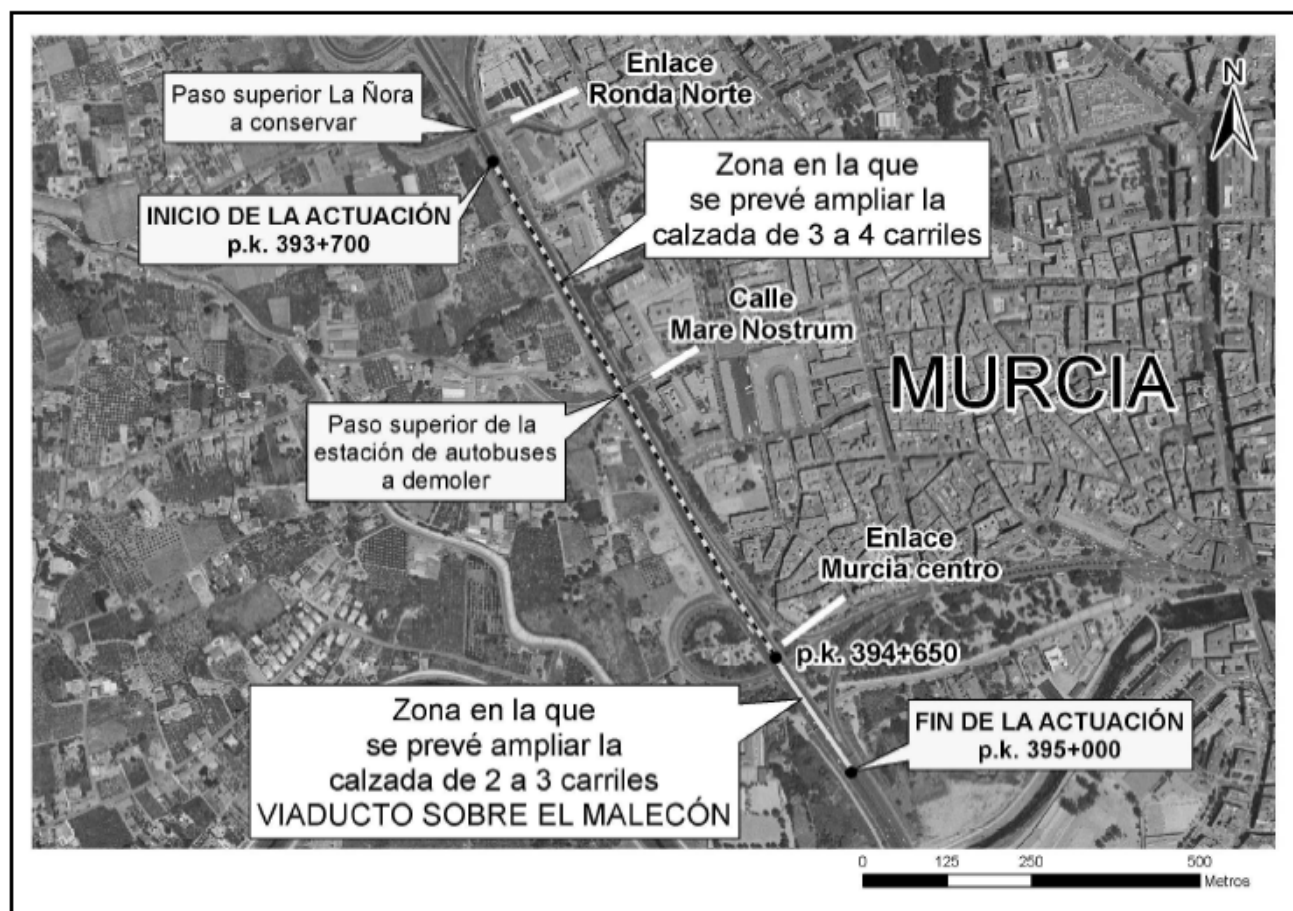 Enlace
Ronda Norte
N
Paso superior La Ñora
a conservar
Zona en la que
se prevé ampliar la
calzada de 3 a 4 carriles
INICIO DE LA ACTUACIÓN
p.k. 393+700
Calle
Mare Nostrum
MURCIA
Paso superior de la
estación de autobuses
a demoler
Enlace
Murcia centro
p.k. 394+650
Zona en la que
se prevé ampliar la
calzada de 2 a 3 carriles
VIADUCTO SOBRE EL MALECÓN
FIN DE LA ACTUACIÓN
p.k. 395+000
0 125 250 500
Metros